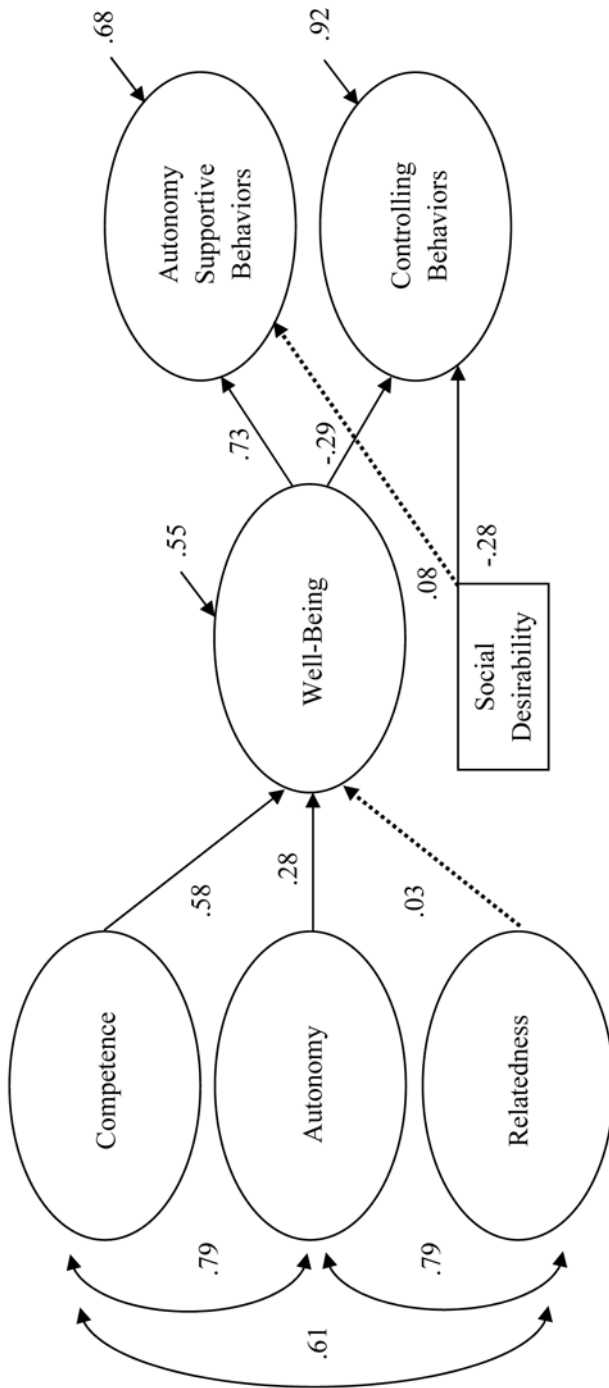 Competence
Autonomy
Relatedness
.79
.79
.61
.58
.28
.03
Well-Being
.55
Social
Desirability
.73
-.29
.08
-.28
Autonomy
Supportive
Behaviors
.68
Controlling
Behaviors
.92